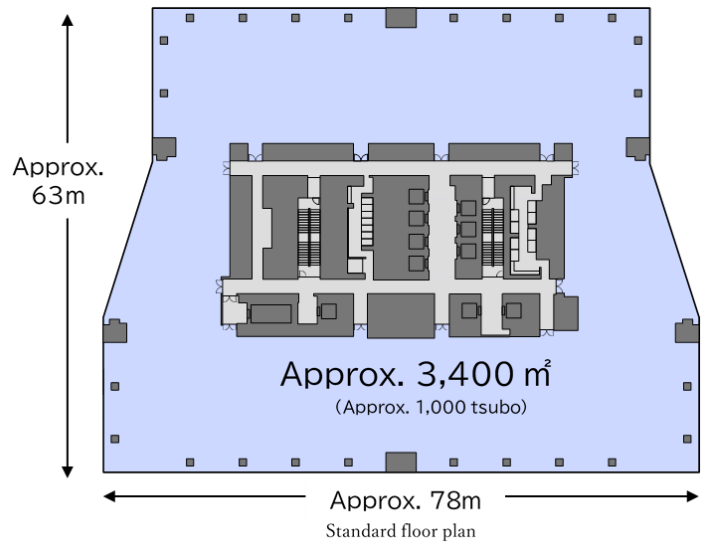 Approx.
63m
Approx. 3,400 ㎡
(Approx. 1,000 tsubo)
Approx. 78m
Standard floor plan